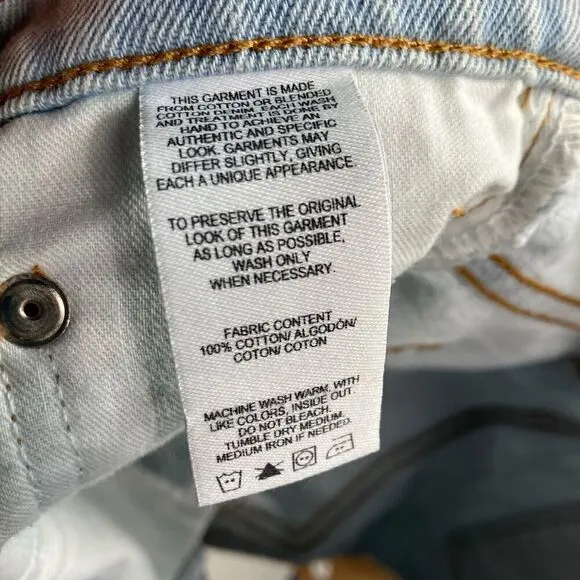 THIS GARMENT IS MADE
FROM COTTON OR BLENDED
COTTON DENIM. EACH WASH
AND TREATMENT IS DONE BY
HAND TO ACHIEVE AN
AUTHENTIC AND SPECIFIC
LOOK. GARMENTS MAY
DIFFER SLIGHTLY, GIVING
EACH A UNIQUE APPEARANCE.
TO PRESERVE THE ORIGINAL
LOOK OF THIS GARMENT
AS LONG AS POSSIBLE,
WASH ONLY
WHEN NECESSARY.
FABRIC CONTENT
100% COTTON/ ALGODÓN/
COTON/ COTTON
MACHINE WASH WARM, WITH
LIKE COLORS, INSIDE OUT.
DO NOT BLEACH.
TUMBLE DRY MEDIUM.
MEDIUM IRON IF NEEDED.